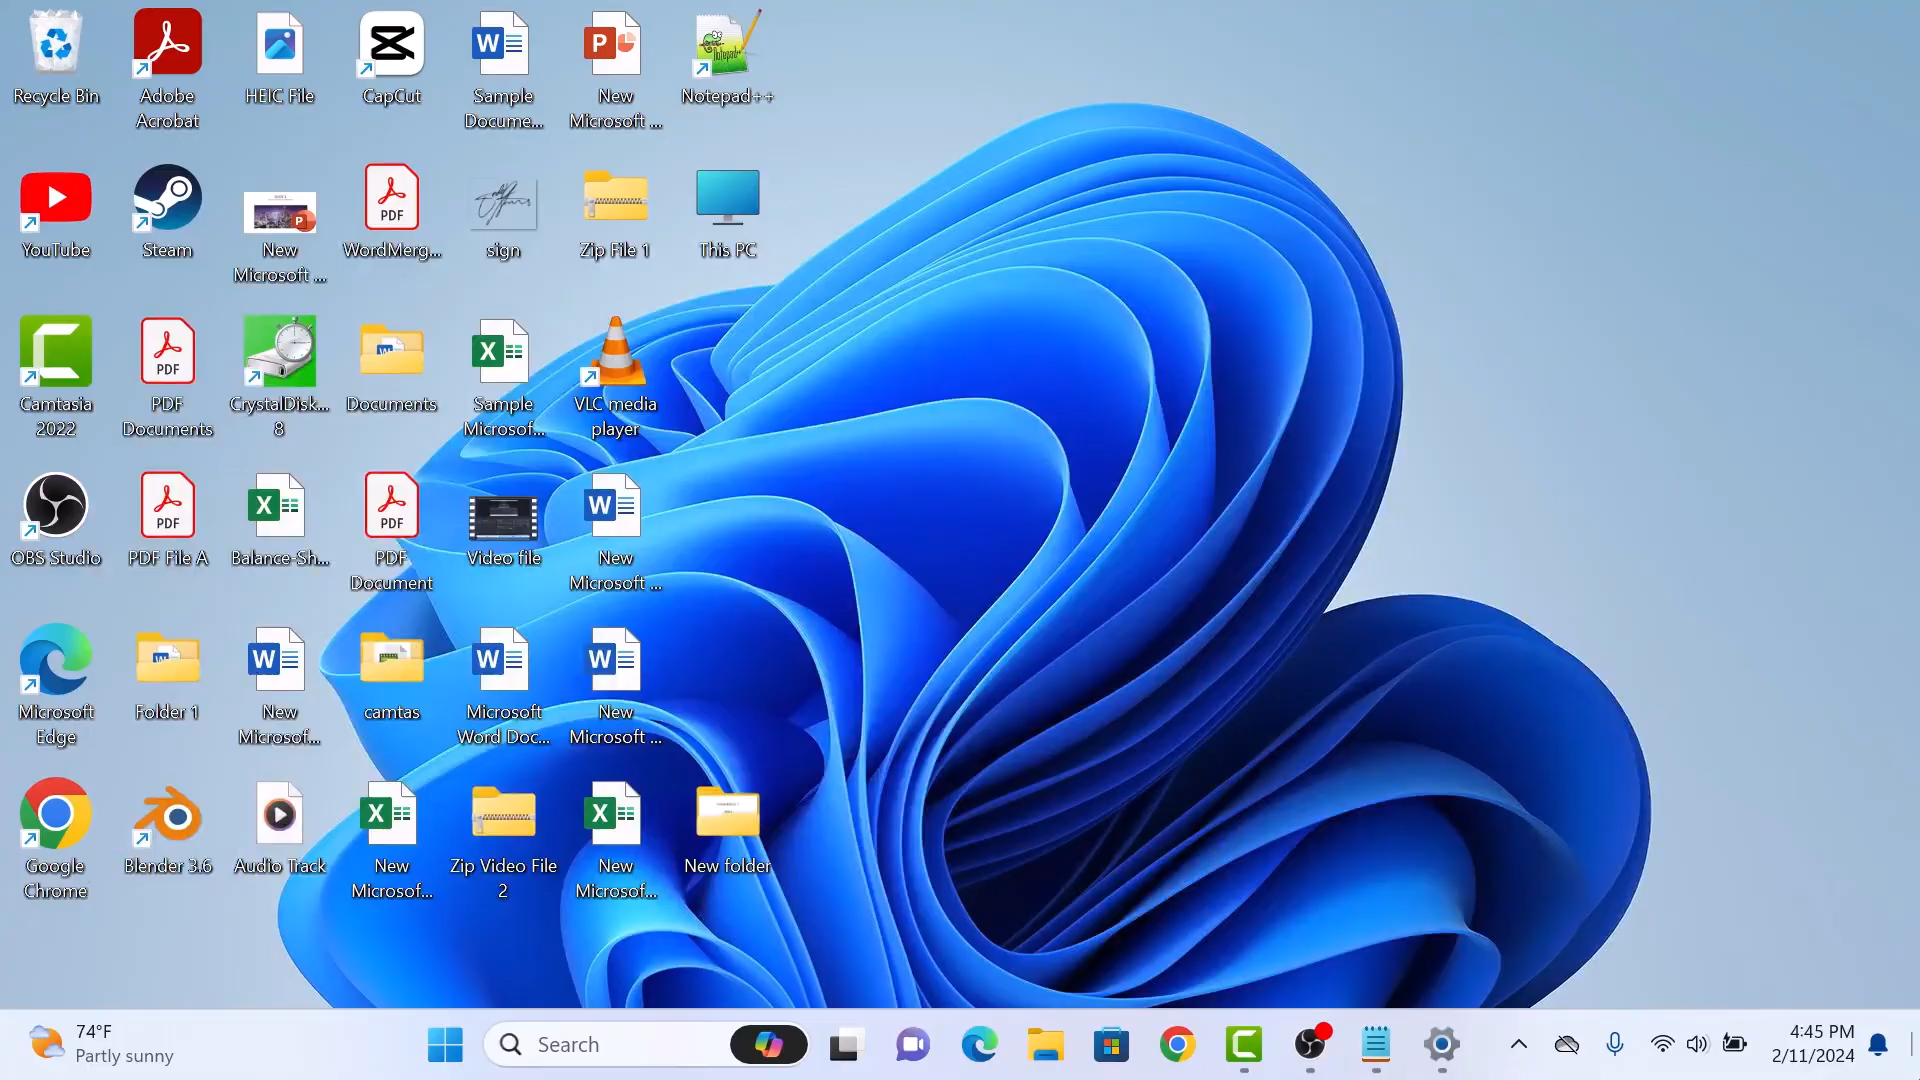 Recycle Bin
Adobe
Acrobat
HEIC File
CapCut
Sample
Docume...
New
Microsoft ...
Notepad++
YouTube
Steam
New
Microsoft ...
PDF
WordMerg...
sign
Zip File 1
This PC
Camtasia
2022
PDF
PDF
Documents
CrystalDisk...
8
Documents
Sample
Microsof...
VLC media
player
OBS Studio
PDF
PDF File A
Balance-Sh...
PDF
PDF
Document
Video file
New
Microsoft ...
Microsoft
Edge
Folder 1
New
Microsof...
camtas
Microsoft
Word Doc...
New
Microsoft ...
Google
Chrome
Blender 3.6
Audio Track
New
Microsof...
Zip Video File
2
New
Microsof...
New folder
74°F
Partly sunny
Search
4:45 PM
2/11/2024